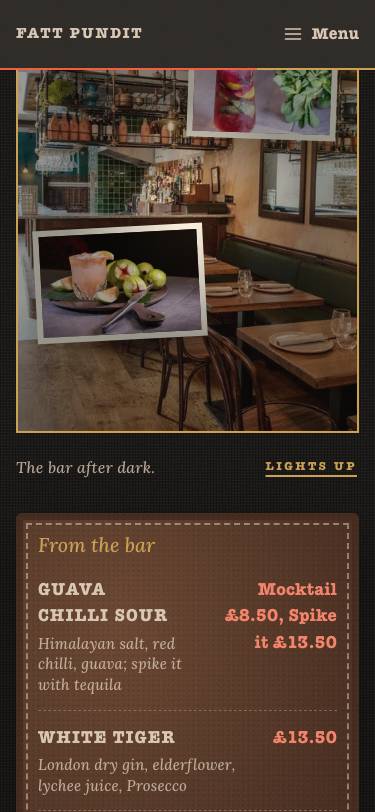 FATT PUNDIT
Menu
The bar after dark.
LIGHTS UP
From the bar
GUAVA
CHILLI SOUR
Mocktail
£8.50, Spike
it £13.50
Himalayan salt, red
chilli, guava; spike it
with tequila
WHITE TIGER
£13.50
London dry gin, elderflower,
lychee juice, Prosecco